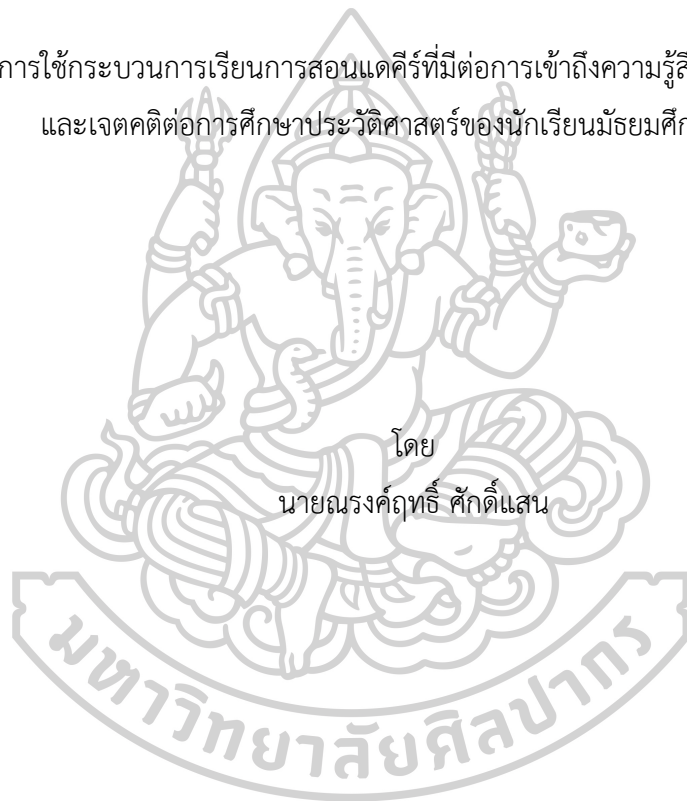 การใช้กระบวนการเรียนการสอนแดคีร์ที่มีต่อการเข้าถึงความรู้สึ
และเจตคติต่อการศึกษาประวัติศาสตร์ของนักเรียนมัธยมศึก
โดย
นายณรงค์ฤทธิ์ ศักดิ์แสน
มหาวิทยาลัยศิลปากร